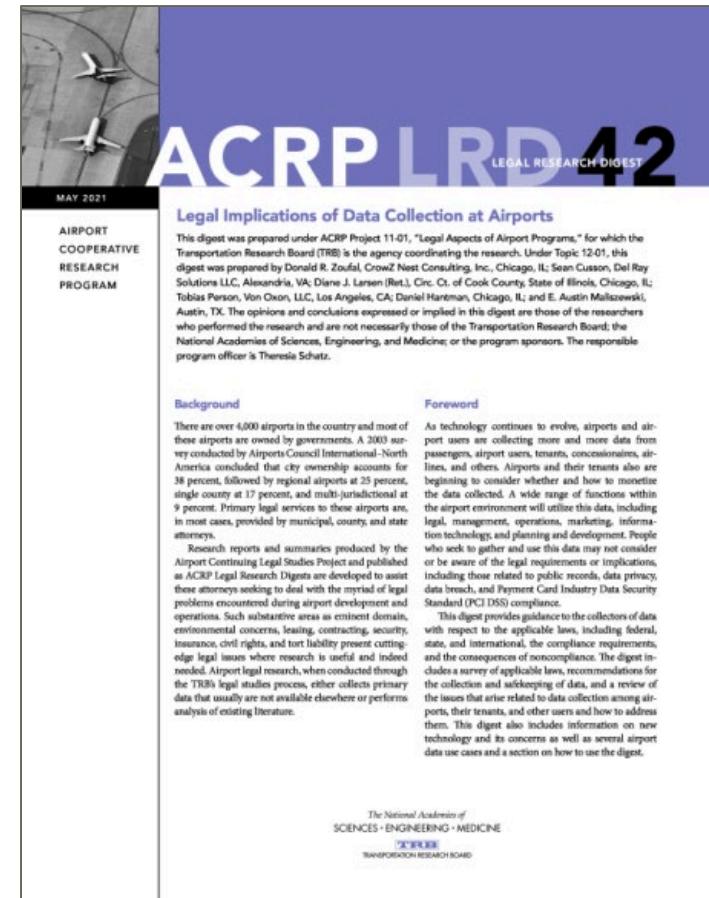 ACRP LRD 42
LEGAL RESEARCH DIGEST
MAY 2021
AIRPORT
COOPERATIVE
RESEARCH
PROGRAM
Legal Implications of Data Collection at Airports
This digest was prepared under ACRP Project 11-01, "Legal Aspects of Airport Programs," for which the
Transportation Research Board (TRB) is the agency coordinating the research. Under Topic 12-01, this
digest was prepared by Donald R. Zoufal, CrowZ Nest Consulting, Inc., Chicago, IL; Sean Cusson, Del Ray
Solutions LLC, Alexandria, VA; Diane J. Larsen (Ret.), Circ. Ct. of Cook County, State of Illinois, Chicago, IL;
Tobias Person, Von Oxon, LLC, Los Angeles, CA; Daniel Hantman, Chicago, IL; and E. Austin Maliszewski,
Austin, TX. The opinions and conclusions expressed or implied in this digest are those of the researchers
who performed the research and are not necessarily those of the Transportation Research Board; the
National Academies of Sciences, Engineering, and Medicine; or the program sponsors. The responsible
program officer is Theresia Schatz.
Background
There are over 4,000 airports in the country and most of
these airports are owned by governments. A 2003 sur-
vey conducted by Airports Council International–North
America concluded that city ownership accounts for
38 percent, followed by regional airports at 25 percent,
single county at 17 percent, and multi-jurisdictional at
9 percent. Primary legal services to these airports are,
in most cases, provided by municipal, county, and state
attorneys.
Research reports and summaries produced by the
Airport Continuing Legal Studies Project and published
as ACRP Legal Research Digests are developed to assist
these attorneys seeking to deal with the myriad of legal
problems encountered during airport development and
operations. Such substantive areas as eminent domain,
environmental concerns, leasing, contracting, security,
insurance, civil rights, and tort liability present cutting-
edge legal issues where research is useful and indeed
needed. Airport legal research, when conducted through
the TRB's legal studies process, either collects primary
data that usually are not available elsewhere or performs
analysis of existing literature.
Foreword
As technology continues to evolve, airports and air-
port users are collecting more and more data from
passengers, airport users, tenants, concessionaires, air-
lines, and others. Airports and their tenants also are
beginning to consider whether and how to monetize
the data collected. A wide range of functions within
the airport environment will utilize this data, including
legal, management, operations, marketing, informa-
tion technology, and planning and development. People
who seek to gather and use this data may not consider
or be aware of the legal requirements or implications,
including those related to public records, data privacy,
data breach, and Payment Card Industry Data Security
Standard (PCI DSS) compliance.
This digest provides guidance to the collectors of data
with respect to the applicable laws, including federal,
state, and international, the compliance requirements,
and the consequences of noncompliance. The digest in-
cludes a survey of applicable laws, recommendations for
the collection and safekeeping of data, and a review of
the issues that arise related to data collection among air-
ports, their tenants, and other users and how to address
them. This digest also includes information on new
technology and its concerns as well as several airport
data use cases and a section on how to use the digest.
The National Academies of
SCIENCES · ENGINEERING · MEDICINE
TRB
TRANSPORTATION RESEARCH BOARD